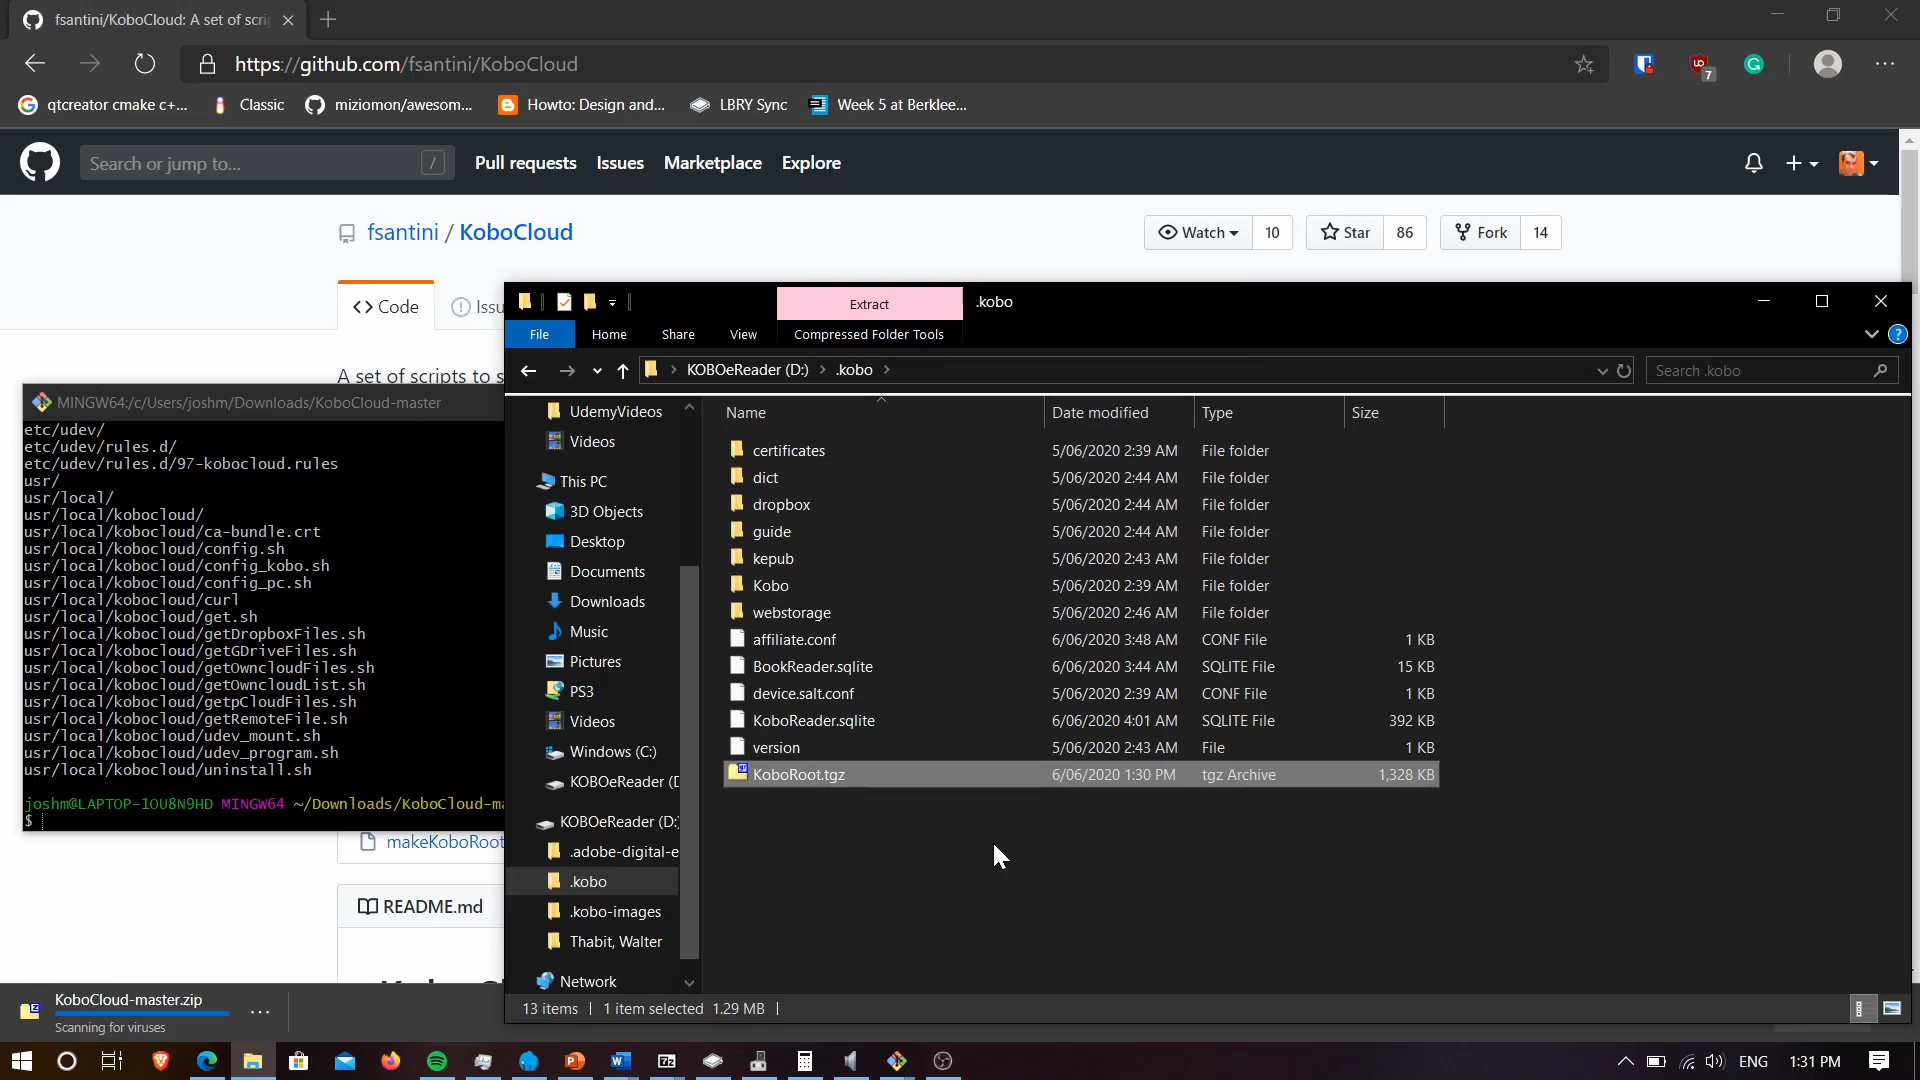 fsantini/KoboCloud: A set of scri
https://github.com/fsantini/KoboCloud
7
qtcreator cmake c+...
Classic
miziomon/awesom...
Howto: Design and...
LBRY Sync
Week 5 at Berklee...
Search or jump to...
/
Pull requests
Issues
Marketplace
Explore
fsantini / KoboCloud
Watch
10
Star
86
Fork
14
Code
Issu
A set of scripts to s
MINGW64:/c/Users/joshm/Downloads/KoboCloud-master
etc/udev/
etc/udev/rules.d/
etc/udev/rules.d/97-kobocloud.rules
usr/
usr/local/
usr/local/kobocloud/
usr/local/kobocloud/ca-bundle.crt
usr/local/kobocloud/config.sh
usr/local/kobocloud/config_kobo.sh
usr/local/kobocloud/config_pc.sh
usr/local/kobocloud/curl
usr/local/kobocloud/get.sh
usr/local/kobocloud/getDropboxFiles.sh
usr/local/kobocloud/getGDriveFiles.sh
usr/local/kobocloud/getOwncloudFiles.sh
usr/local/kobocloud/getOwncloudList.sh
usr/local/kobocloud/getpCloudFiles.sh
usr/local/kobocloud/getRemoteFile.sh
usr/local/kobocloud/udev_mount.sh
usr/local/kobocloud/udev_program.sh
usr/local/kobocloud/uninstall.sh
joshm@LAPTOP-1OU8N9HD MINGW64 ~/Downloads/KoboCloud-ma
$
makeKoboRoot
README.md
Extract
.kobo
File
Home
Share
View
Compressed Folder Tools
KOBOeReader (D:)
.kobo
Search .kobo
UdemyVideos
Videos
This PC
3D Objects
Desktop
Documents
Downloads
Music
Pictures
PS3
Videos
Windows (C:)
KOBOeReader (D
KOBOeReader (D:)
.adobe-digital-e
.kobo
.kobo-images
Thabit, Walter
Network
Name Date modified Type Size
certificates 5/06/2020 2:39 AM File folder
dict 5/06/2020 2:44 AM File folder
dropbox 5/06/2020 2:44 AM File folder
guide 5/06/2020 2:44 AM File folder
kepub 5/06/2020 2:43 AM File folder
Kobo 5/06/2020 2:39 AM File folder
webstorage 5/06/2020 2:46 AM File folder
affiliate.conf 6/06/2020 3:48 AM CONF File 1 KB
BookReader.sqlite 6/06/2020 3:44 AM SQLITE File 15 KB
device.salt.conf 5/06/2020 2:39 AM CONF File 1 KB
KoboReader.sqlite 6/06/2020 4:01 AM SQLITE File 392 KB
version 5/06/2020 2:43 AM File 1 KB
KoboRoot.tgz 6/06/2020 1:30 PM tgz Archive 1,328 KB
13 items
1 item selected 1.29 MB
KoboCloud-master.zip
Scanning for viruses
ENG
1:31 PM